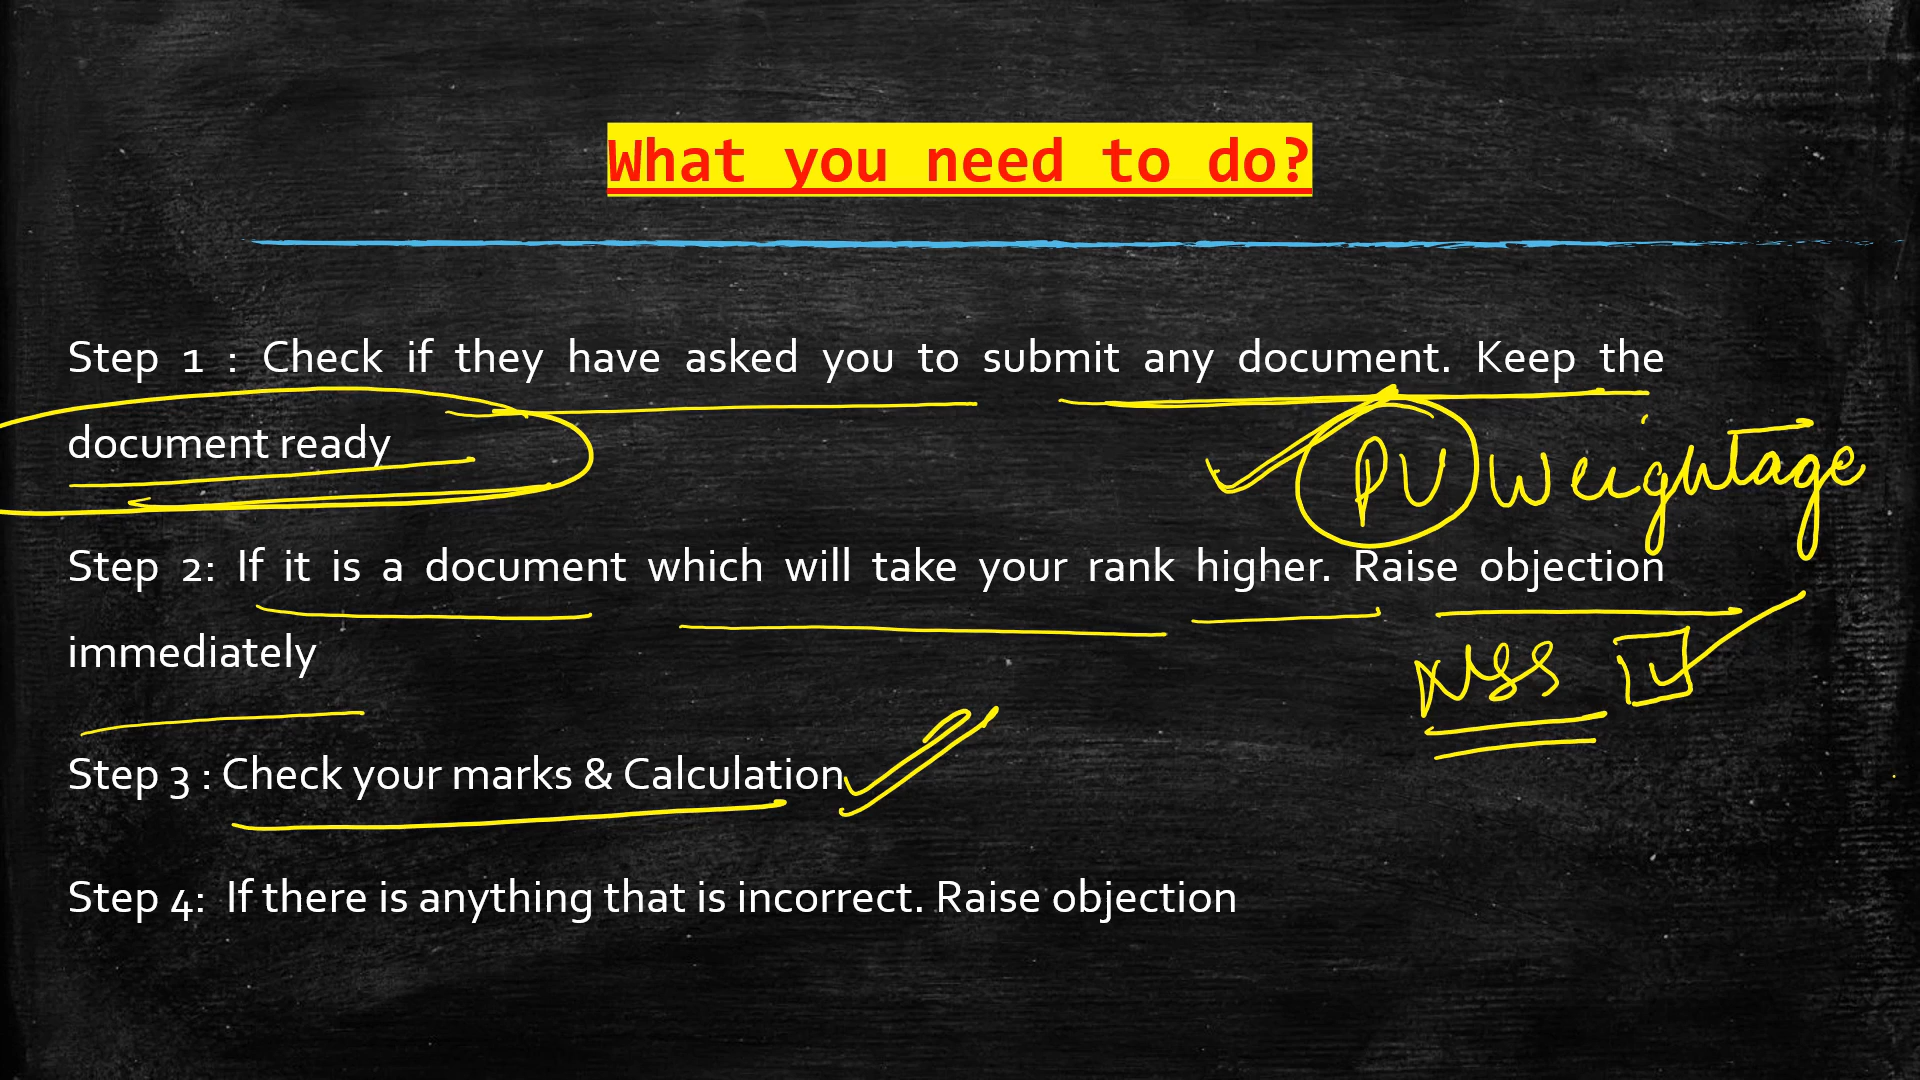 What you need to do?
Step 1 : Check if they have asked you to submit any document. Keep the
document ready
PV Weightage
Step 2: If it is a document which will take your rank higher. Raise objection
immediately
NSS
Step 3 : Check your marks & Calculation
Step 4: If there is anything that is incorrect. Raise objection